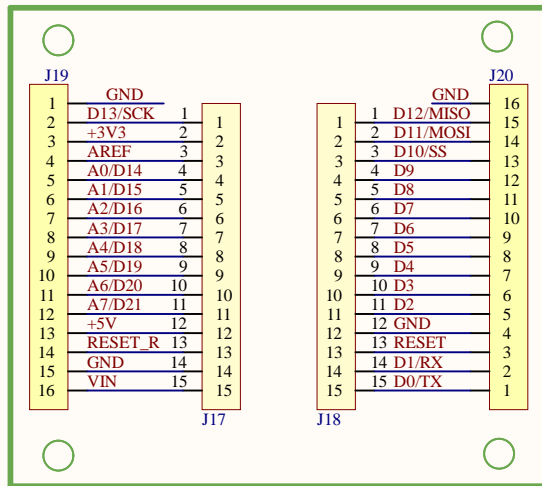 J19 J20
1 GND GND 16
2 D13/SCK 1 1 1 1 D12/MISO 15
3 +3V3 2 2 2 2 D11/MOSI 14
4 AREF 3 3 3 3 D10/SS 13
5 A0/D14 4 4 4 4 D9 12
6 A1/D15 5 5 5 5 D8 11
7 A2/D16 6 6 6 6 D7 10
8 A3/D17 7 7 7 7 D6 9
9 A4/D18 8 8 8 8 D5 8
10 A5/D19 9 9 9 9 D4 7
11 A6/D20 10 10 10 10 D3 6
12 A7/D21 11 11 11 11 D2 5
13 +5V 12 12 12 12 GND 4
14 RESET_R 13 13 13 13 RESET 3
15 GND 14 14 14 14 D1/RX 2
16 VIN 15 15 15 15 D0/TX 1
J17 J18